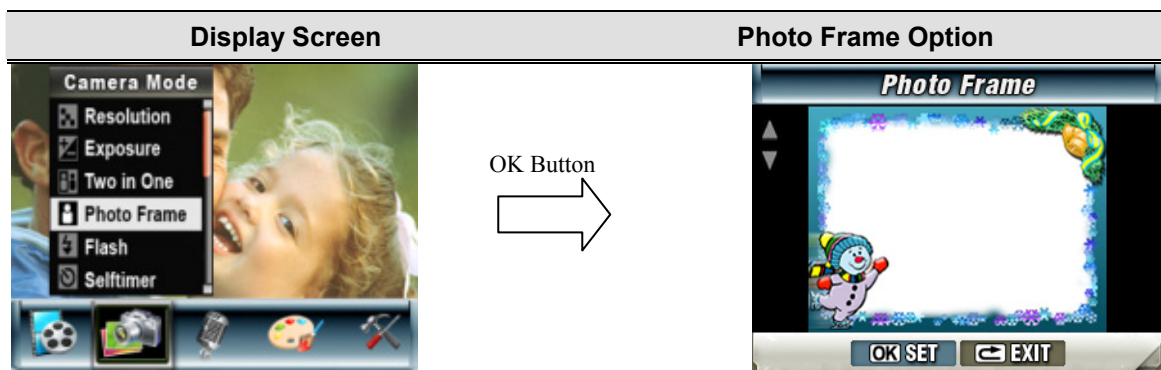 Display Screen
Photo Frame Option
Camera Mode
Resolution
Exposure
Two in One
Photo Frame
Flash
Selftimer
OK Button
Photo Frame
OK SET
EXIT